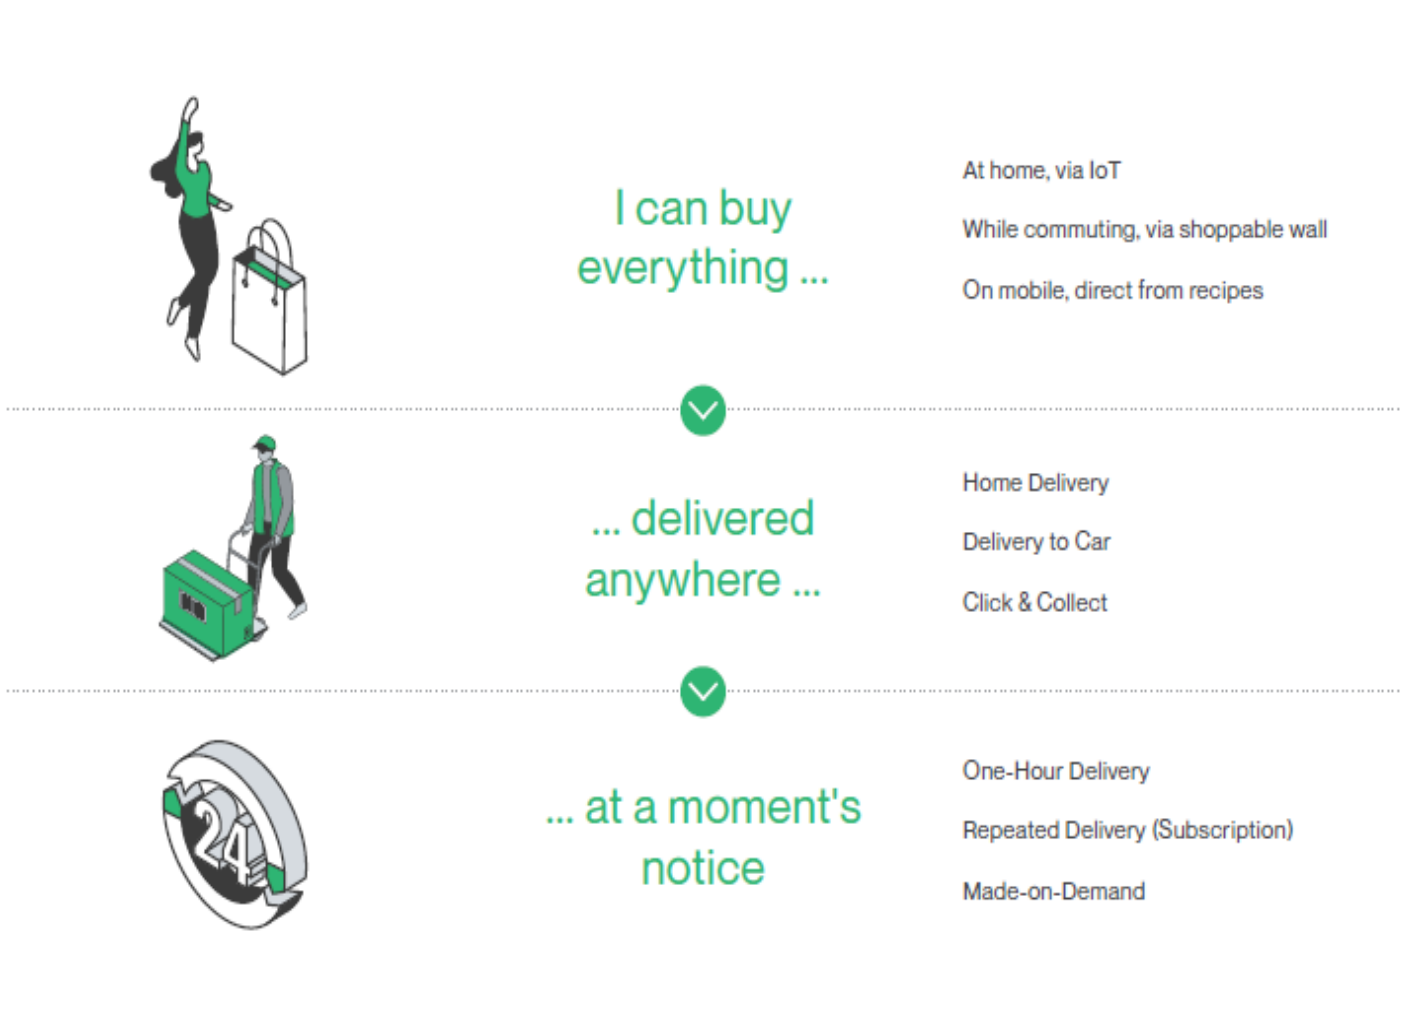 I can buy
everything ...
At home, via IoT
While commuting, via shoppable wall
On mobile, direct from recipes
... delivered
anywhere ...
Home Delivery
Delivery to Car
Click & Collect
24
... at a moment's
notice
One-Hour Delivery
Repeated Delivery (Subscription)
Made-on-Demand